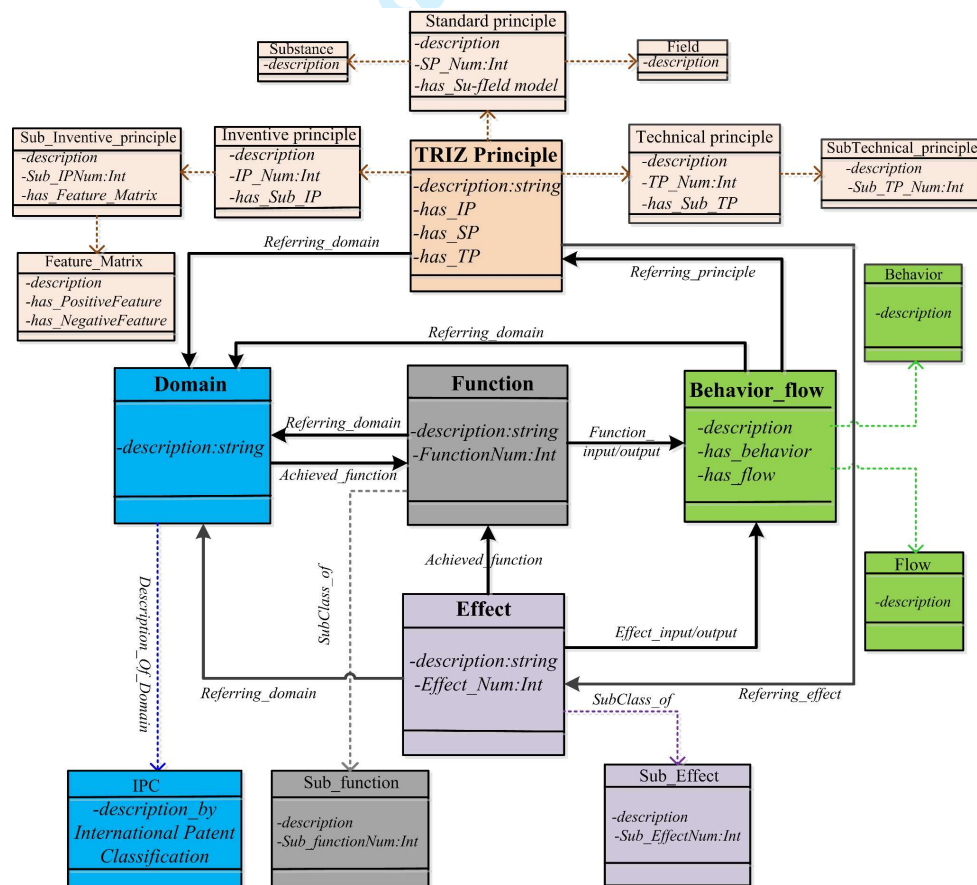 Standard principle
-description
-SP_Num:Int
-has_Su-field model
Substance
-description
Field
-description
Sub_Inventive_principle
-description
-Sub_IPNum:Int
-has_Feature_Matrix
Inventive principle
-description
-IP_Num:Int
-has_Sub_IP
TRIZ Principle
-description:string
-has_IP
-has_SP
-has_TP
Technical principle
-description
-TP_Num:Int
-has_Sub_TP
SubTechnical_principle
-description
-Sub_TP_Num:Int
Feature_Matrix
-description
-has_PositiveFeature
-has_NegativeFeature
Referring_domain
Referring_principle
Behavior
-description
Referring_domain
Domain
-description:string
Referring_domain
Achieved_function
Function
-description:string
-FunctionNum:Int
Function_
input/output
Behavior_flow
-description
-has_behavior
-has_flow
Flow
-description
Description_Of_Domain
SubClass_of
Achieved_function
Effect
-description:string
-Effect_Num:Int
Effect_input/output
Referring_domain
Referring_effect
SubClass_of
IPC
-description_by
International Patent
Classification
Sub_function
-description
-Sub_functionNum:Int
Sub_Effect
-description
-Sub_EffectNum:Int